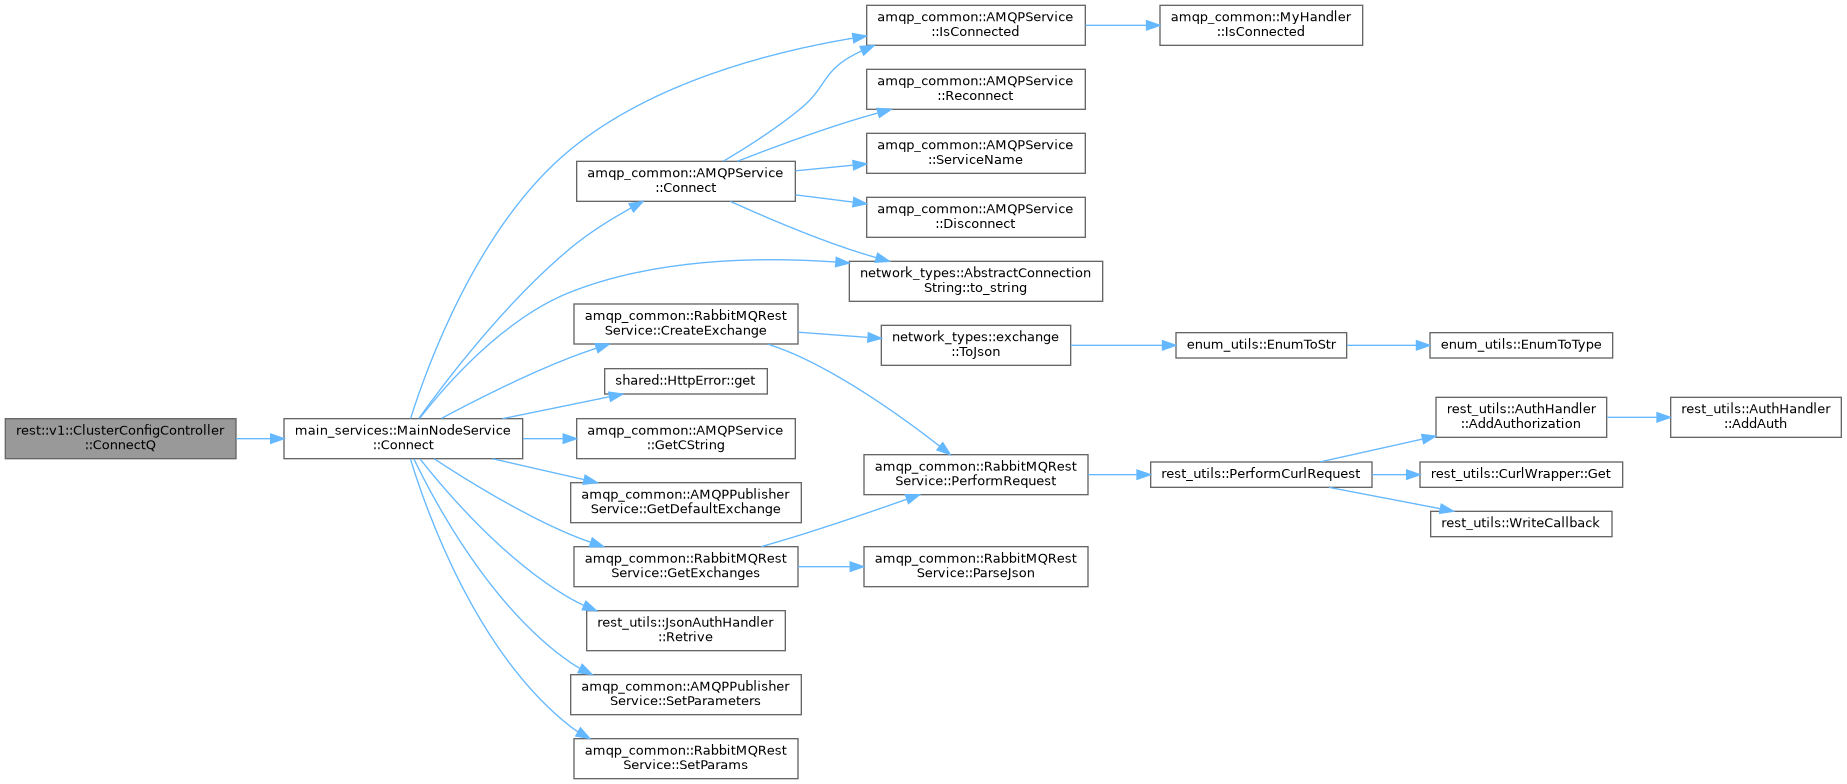 rest::v1::ClusterConfigController
::ConnectQ
main_services::MainNodeService
::Connect
amqp_common::AMQPService
::IsConnected
amqp_common::MyHandler
::IsConnected
amqp_common::AMQPService
::Connect
amqp_common::AMQPService
::Reconnect
amqp_common::AMQPService
::ServiceName
amqp_common::AMQPService
::Disconnect
network_types::AbstractConnection
String::to_string
amqp_common::RabbitMQRest
Service::CreateExchange
network_types::exchange
::ToJson
enum_utils::EnumToStr
enum_utils::EnumToType
amqp_common::RabbitMQRest
Service::PerformRequest
rest_utils::PerformCurlRequest
rest_utils::AuthHandler
::AddAuthorization
rest_utils::AuthHandler
::AddAuth
rest_utils::CurlWrapper::Get
rest_utils::WriteCallback
shared::HttpError::get
amqp_common::AMQPService
::GetCString
amqp_common::AMQPPublisher
Service::GetDefaultExchange
amqp_common::RabbitMQRest
Service::GetExchanges
amqp_common::RabbitMQRest
Service::ParseJson
rest_utils::JsonAuthHandler
::Retrive
amqp_common::AMQPPublisher
Service::SetParameters
amqp_common::RabbitMQRest
Service::SetParams